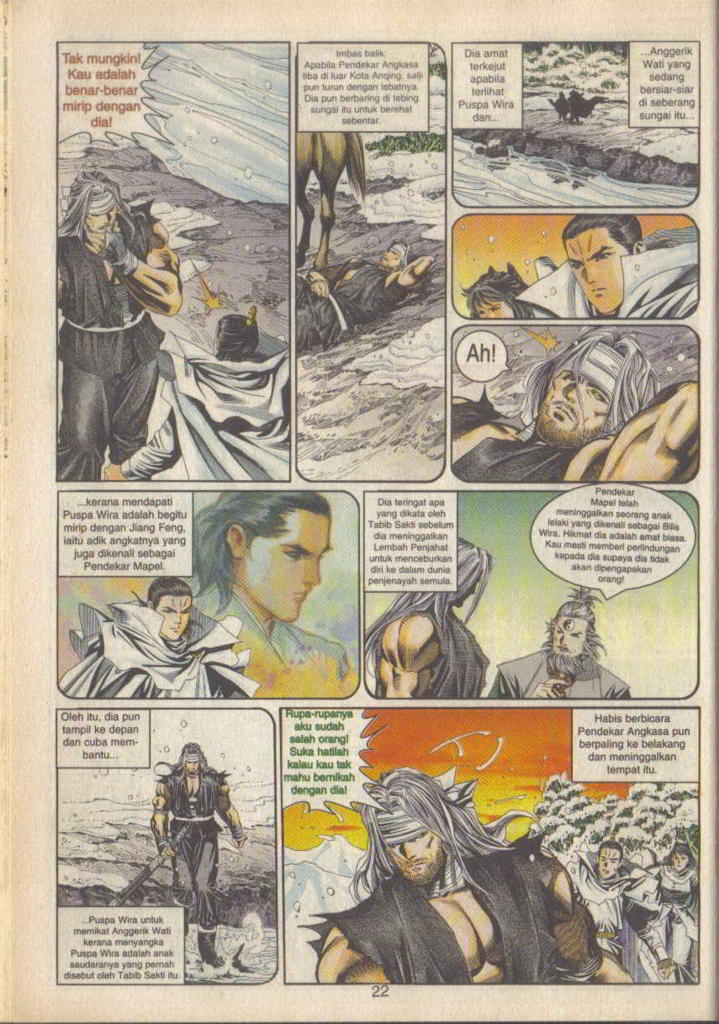 Tak mungkin!
Kau adalah
benar-benar
mirip dengan
dia!
Imbas balik:
Apabila Pendekar Angkasa
tiba di luar Kota Anqing, salji
pun turun dengan lebatnya.
Dia pun berbaring di tebing
sungai itu untuk berehat
sebentar.
Dia amat
terkejut
apabila
terlihat
Puspa Wira
dan...
...Anggerik
Wati yang
sedang
bersiar-siar
di seberang
sungai itu...
Ah!
...kerana mendapati
Puspa Wira adalah begitu
mirip dengan Jiang Feng,
iaitu adik angkatnya yang
juga dikenali sebagai
Pendekar Mapel.
Dia teringat apa
yang dikata oleh
Tabib Sakti sebelum
dia meninggalkan
Lembah Penjahat
untuk menceburkan
diri ke dalam dunia
penjenayah semula.
Pendekar
Mapel telah
meninggalkan seorang anak
lelaki yang dikenali sebagai Bilis
Wira. Hikmat dia adalah amat biasa.
Kau mesti memberi perlindungan
kepada dia supaya dia tidak
akan dipengapakan
orang!
Oleh itu, dia pun
tampil ke depan
dan cuba mem-
bantu...
...Puspa Wira untuk
memikat Anggerik Wati
kerana menyangka
Puspa Wira adalah anak
saudaranya yang pernah
disebut oleh Tabib Sakti itu.
Rupa-rupanya
aku sudah
salah orang!
Suka hatilah
kalau kau tak
mahu bernikah
dengan dia!
Habis berbicara
Pendekar Angkasa pun
berpaling ke belakang
dan meninggalkan
tempat itu.
22